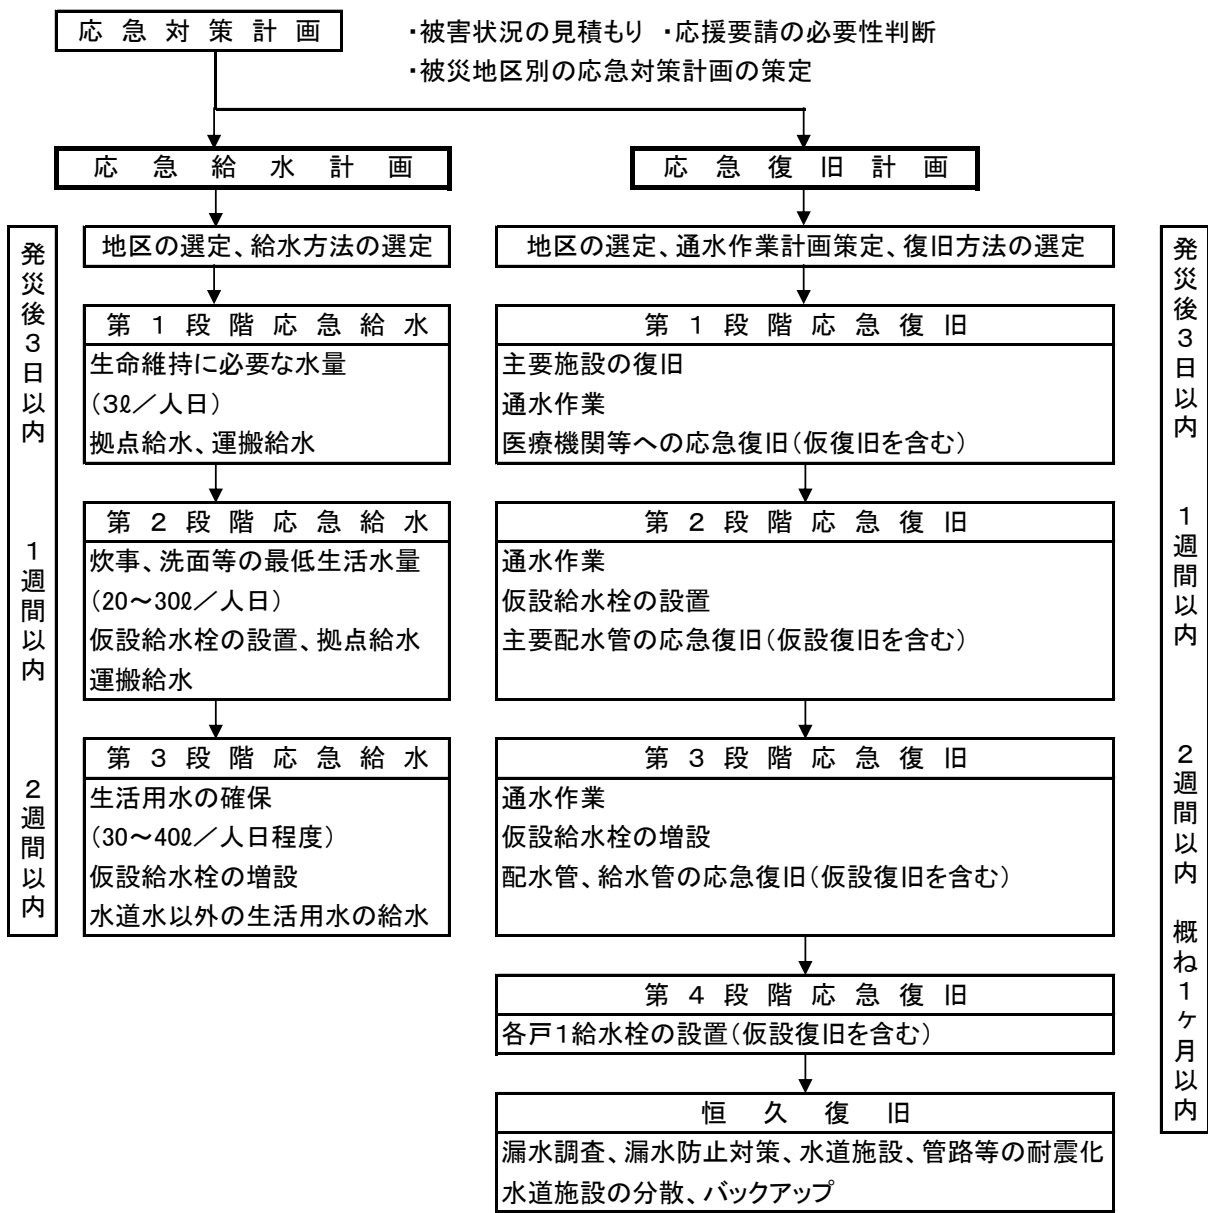 応急対策計画
・被害状況の見積もり ・応援要請の必要性判断
・被災地区別の応急対策計画の策定
応急給水計画
応急復旧計画
発災後3日以内 1週間以内 2週間以内
地区の選定、給水方法の選定
第1段階応急給水
生命維持に必要な水量
（3ℓ／人日）
拠点給水、運搬給水
第2段階応急給水
炊事、洗面等の最低生活水量
（20～30ℓ／人日）
仮設給水栓の設置、拠点給水
運搬給水
第3段階応急給水
生活用水の確保
（30～40ℓ／人日程度）
仮設給水栓の増設
水道水以外の生活用水の給水
地区の選定、通水作業計画策定、復旧方法の選定
第1段階応急復旧
主要施設の復旧
通水作業
医療機関等への応急復旧（仮復旧を含む）
第2段階応急復旧
通水作業
仮設給水栓の設置
主要配水管の応急復旧（仮設復旧を含む）
第3段階応急復旧
通水作業
仮設給水栓の増設
配水管、給水管の応急復旧（仮設復旧を含む）
第4段階応急復旧
各戸1給水栓の設置（仮設復旧を含む）
恒久復旧
漏水調査、漏水防止対策、水道施設、管路等の耐震化
水道施設の分散、バックアップ
発災後3日以内 1週間以内 2週間以内 概ね1ヶ月以内